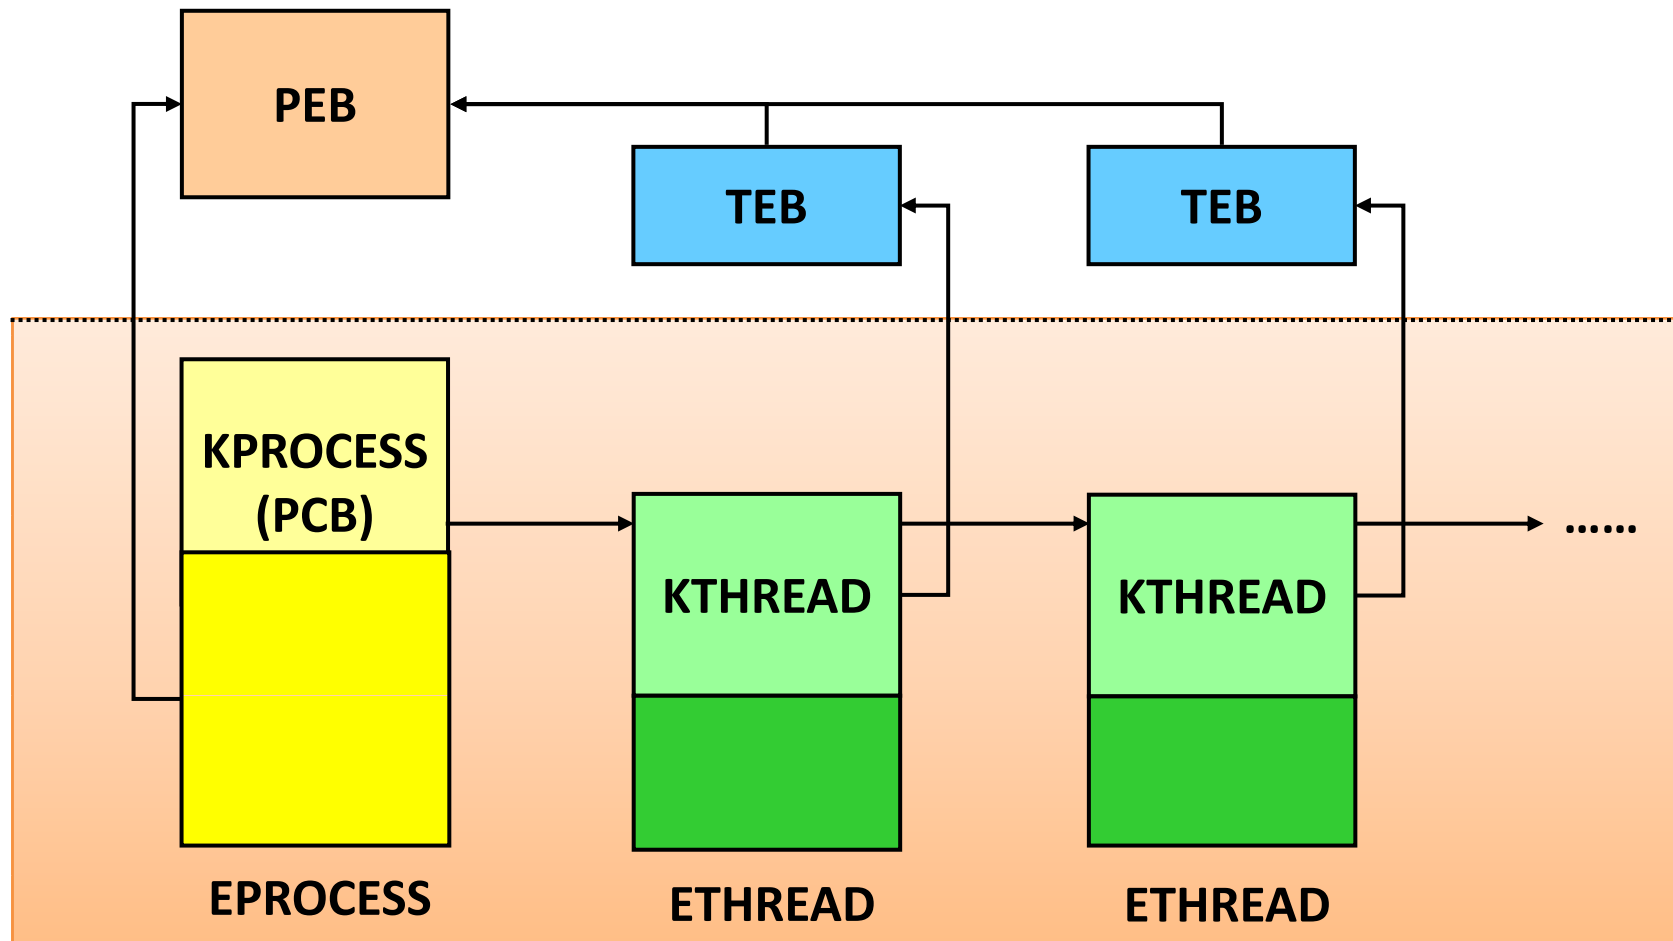 PEB
TEB
TEB
KPROCESS
(PCB)
KTHREAD
KTHREAD
......
EPROCESS
ETHREAD
ETHREAD